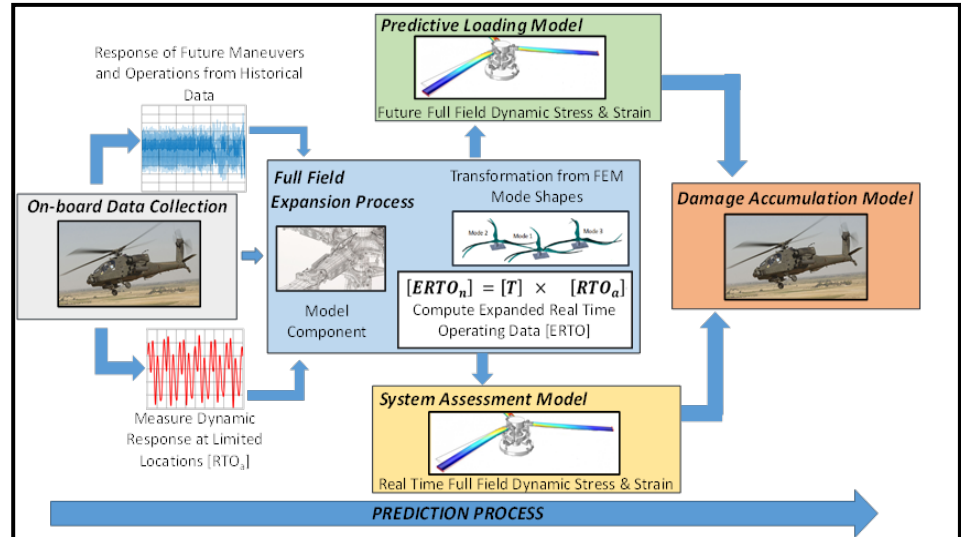 Predictive Loading Model
Future Full Field Dynamic Stress & Strain
Response of Future Maneuvers
and Operations from Historical
Data
On-board Data Collection
Measure Dynamic
Response at Limited
Locations [RTOₐ]
Full Field
Expansion Process
Model
Component
Transformation from FEM
Mode Shapes
Mode 2
Mode 1
Mode 3
[ERTOₙ] = [T] × [RTOₐ]
Compute Expanded Real Time
Operating Data [ERTO]
System Assessment Model
Real Time Full Field Dynamic Stress & Strain
Damage Accumulation Model
PREDICTION PROCESS